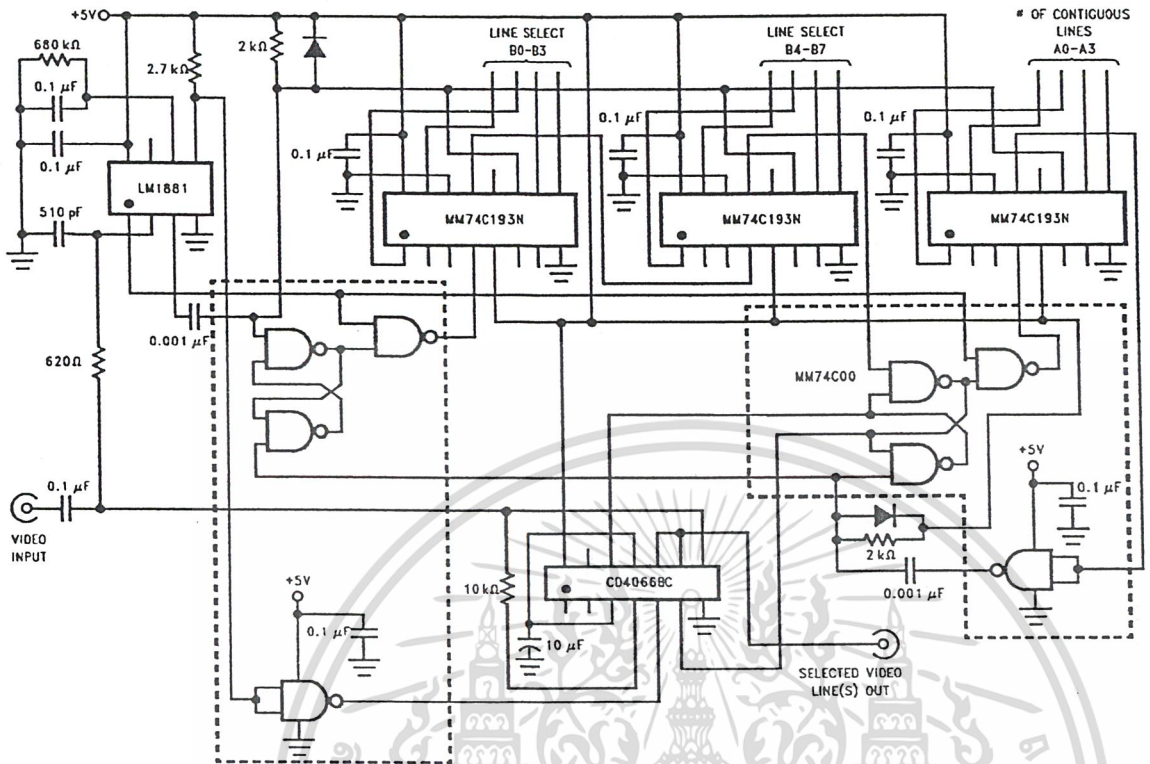 +5V
680 kΩ
0.1 µF
0.1 µF
510 pF
2.7 kΩ
2 kΩ
LINE SELECT
B0-B3
LINE SELECT
B4-B7
# OF CONTIGUOUS
LINES
A0-A3
0.1 µF
0.1 µF
0.1 µF
LM1881
MM74C193N
MM74C193N
MM74C193N
0.001 µF
620Ω
MM74C00
+5V
0.1 µF
0.1 µF
VIDEO
INPUT
2 kΩ
0.001 µF
10 kΩ
CD4066BC
10 µF
+5V
0.1 µF
SELECTED VIDEO
LINE(S) OUT